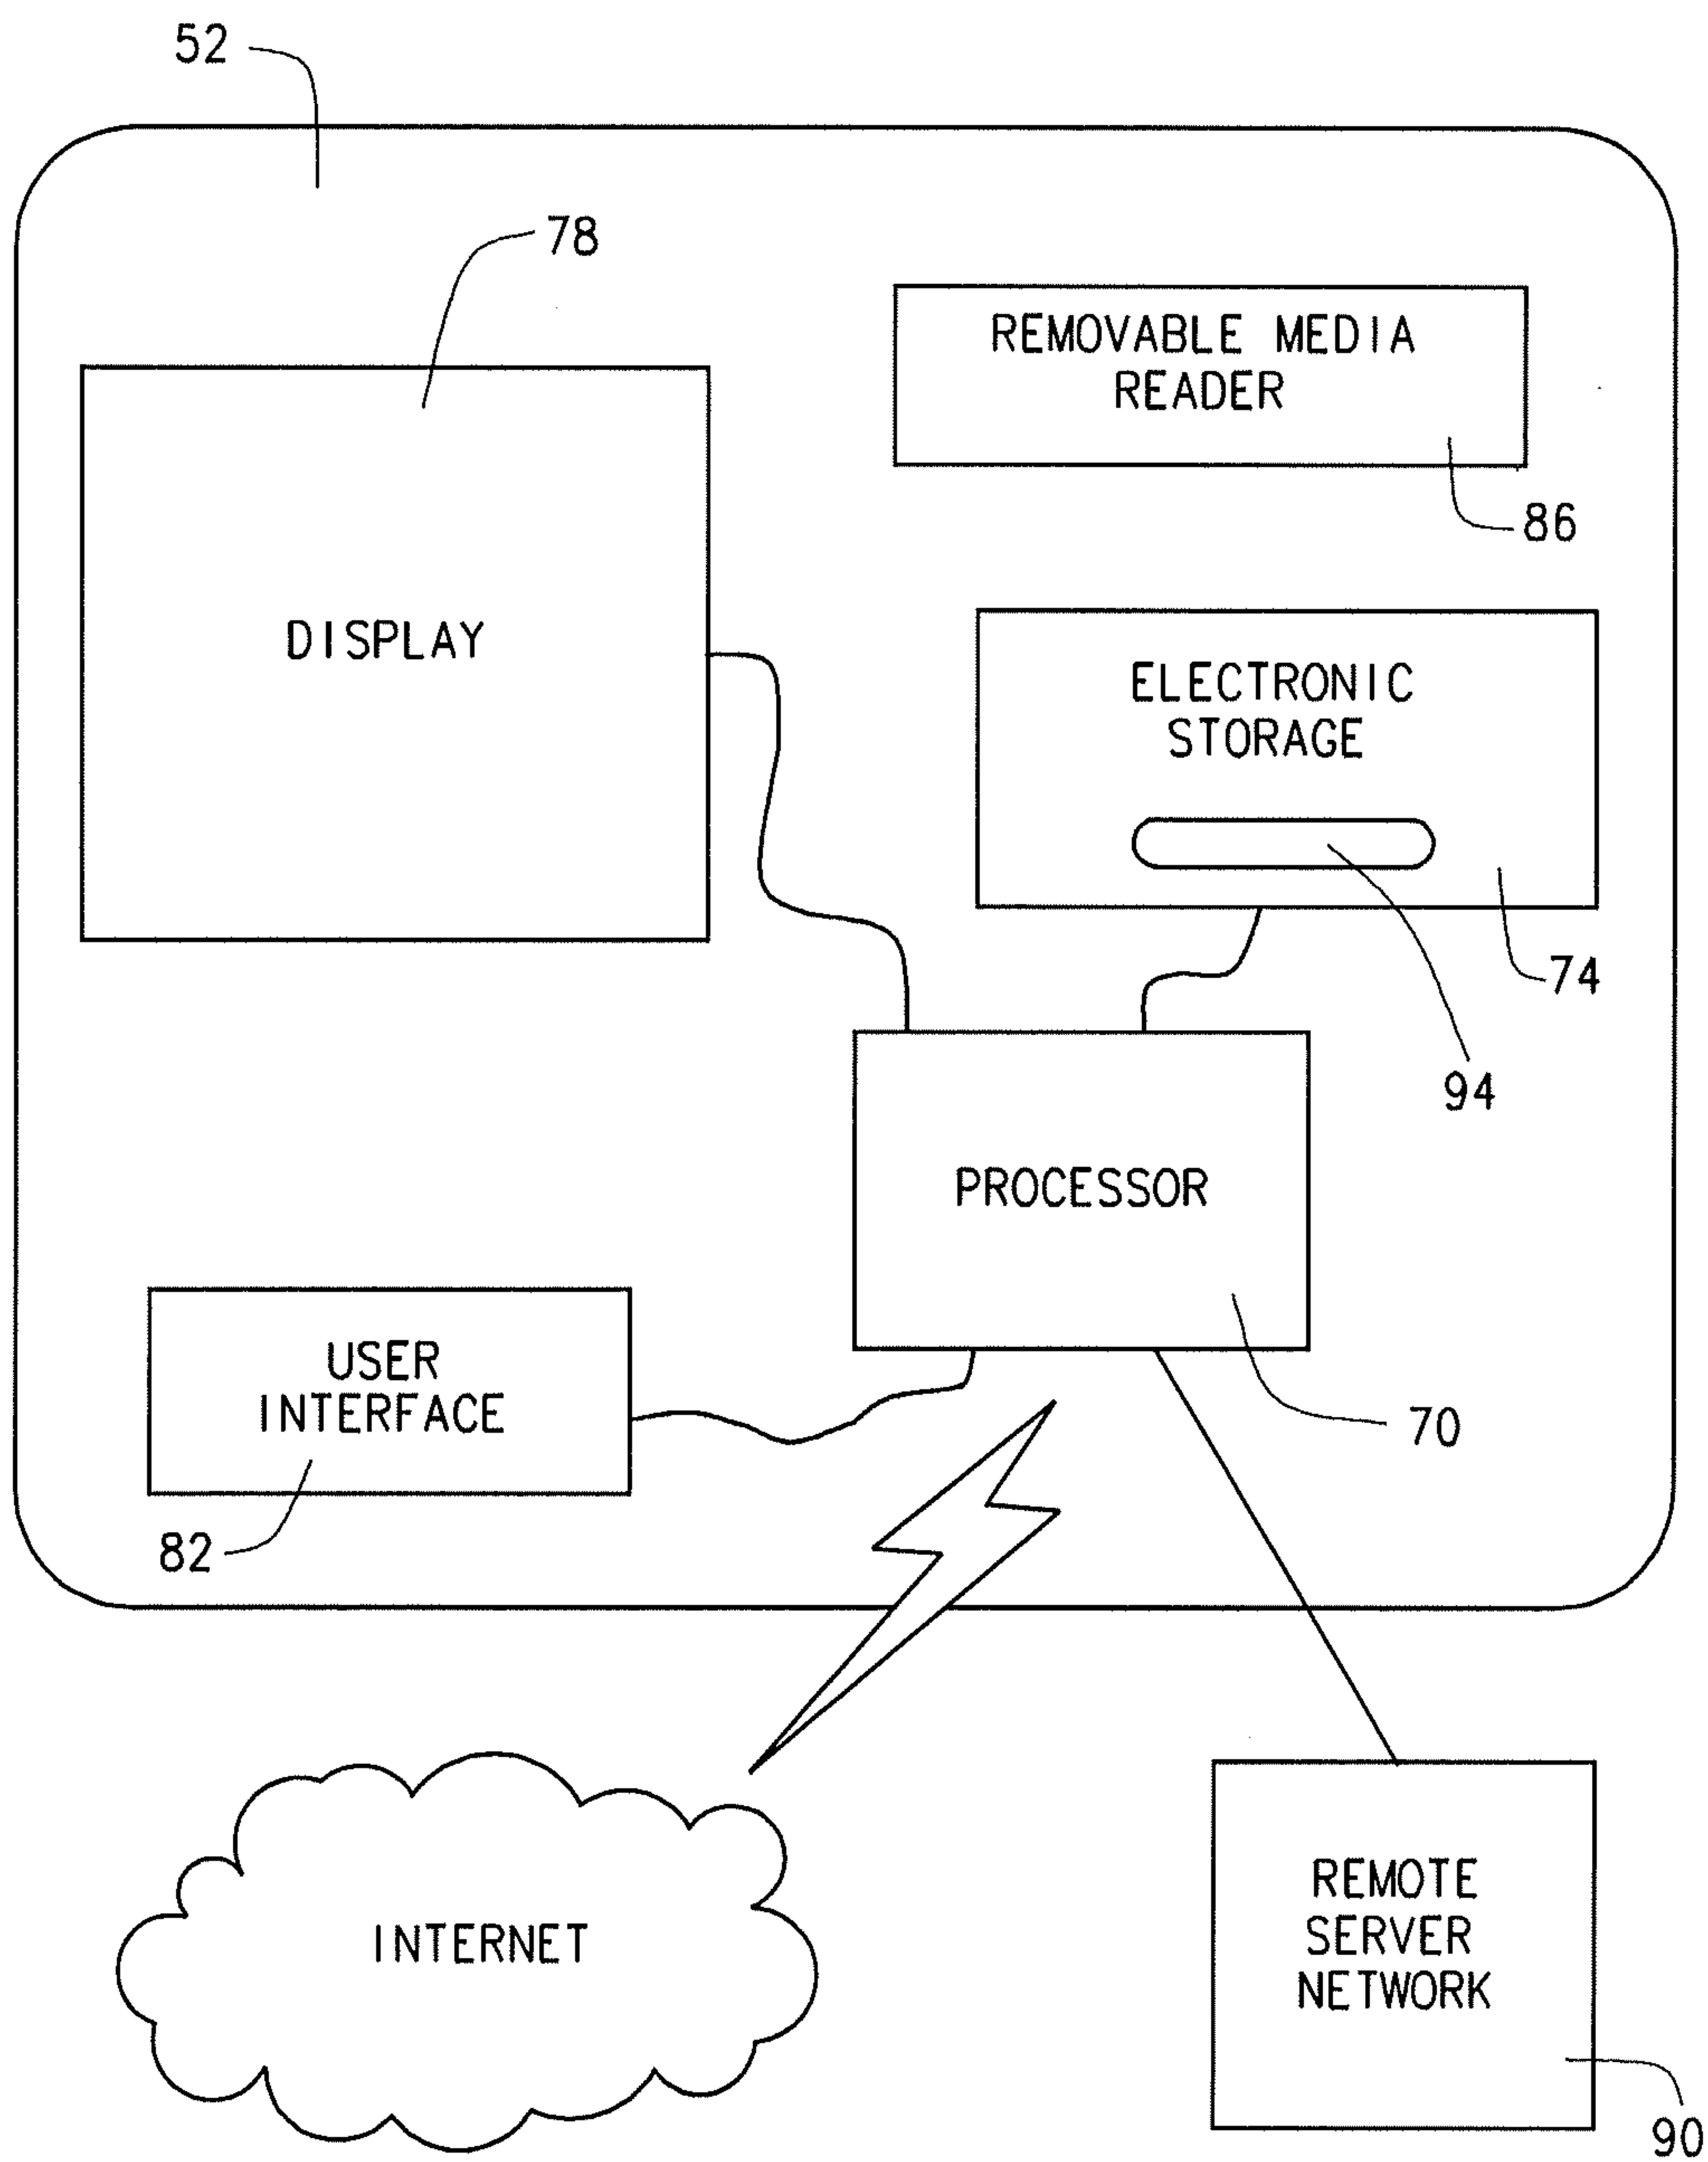 52
78
REMOVABLE MEDIA
READER
86
DISPLAY
ELECTRONIC
STORAGE
74
94
PROCESSOR
USER
INTERFACE
70
82
INTERNET
REMOTE
SERVER
NETWORK
90